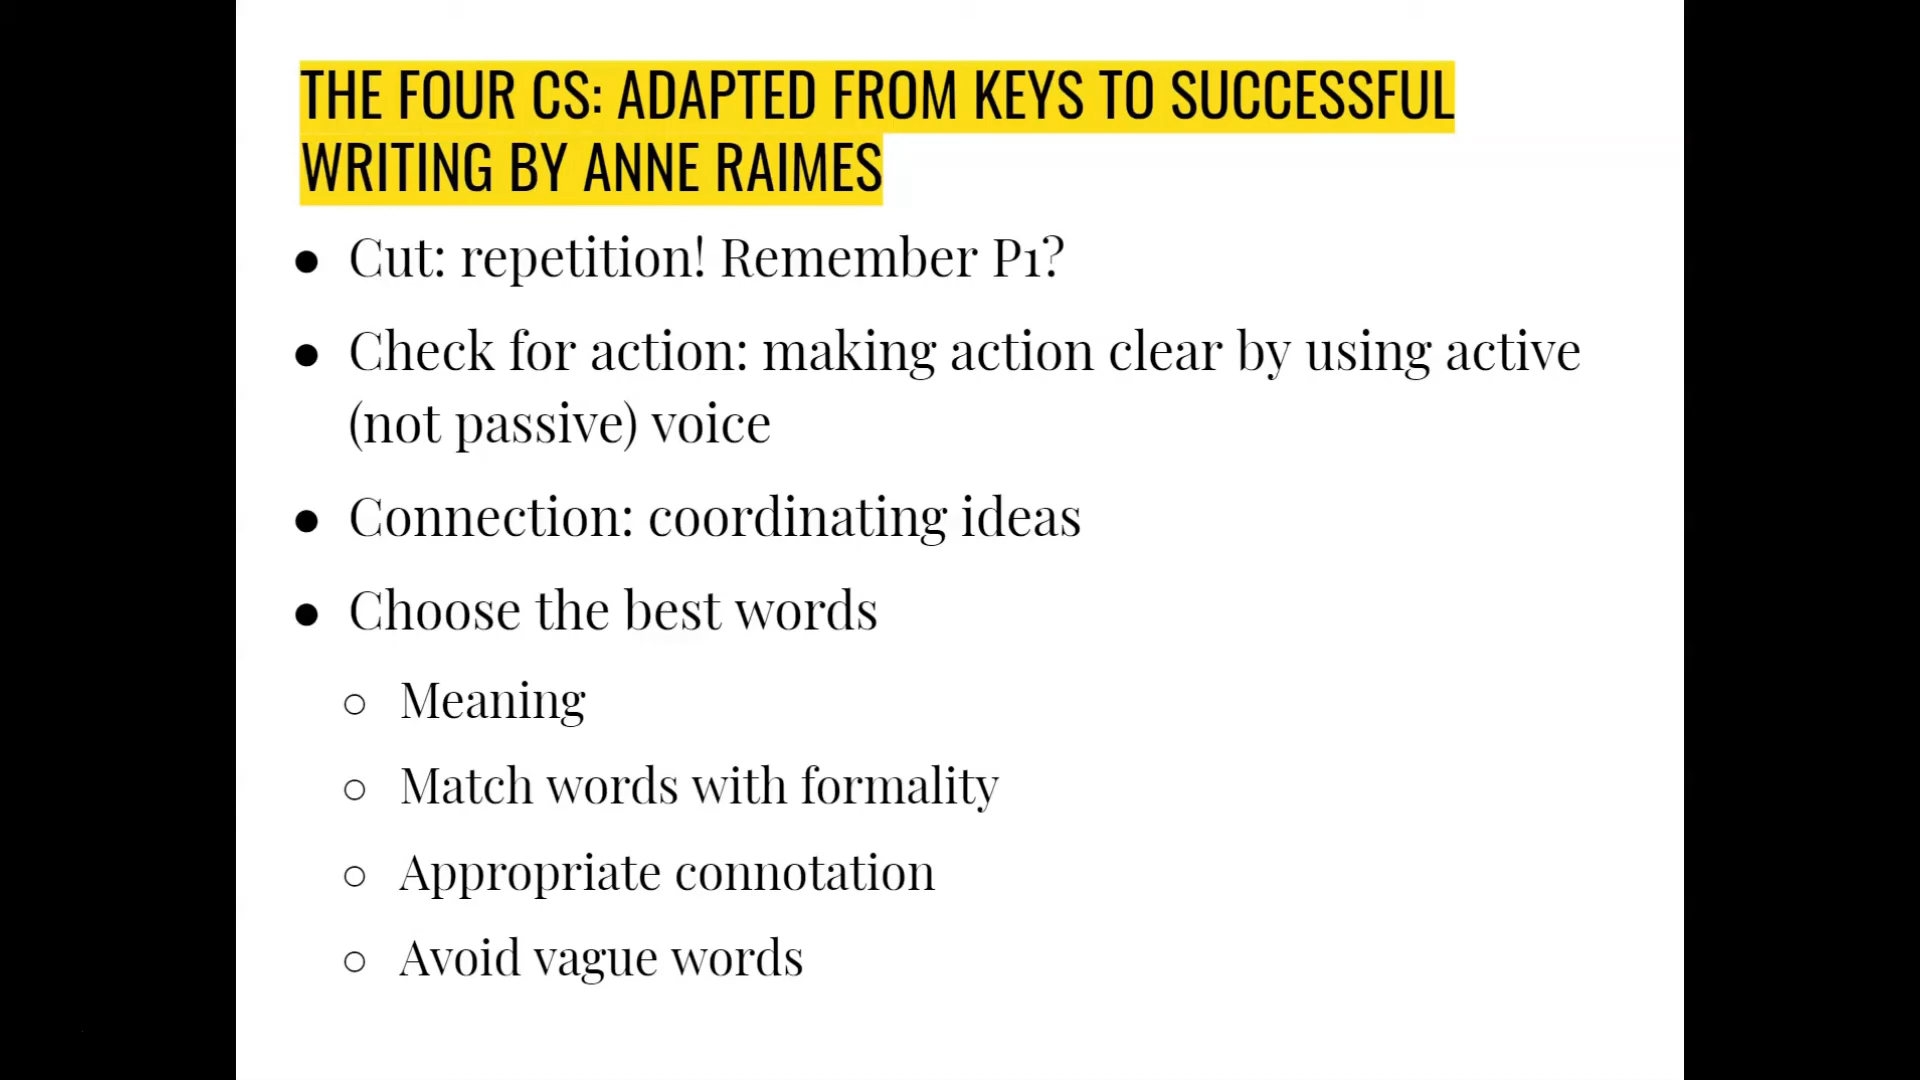 THE FOUR CS: ADAPTED FROM KEYS TO SUCCESSFUL
WRITING BY ANNE RAIMES
● Cut: repetition! Remember P1?
● Check for action: making action clear by using active
(not passive) voice
● Connection: coordinating ideas
● Choose the best words
○ Meaning
○ Match words with formality
○ Appropriate connotation
○ Avoid vague words